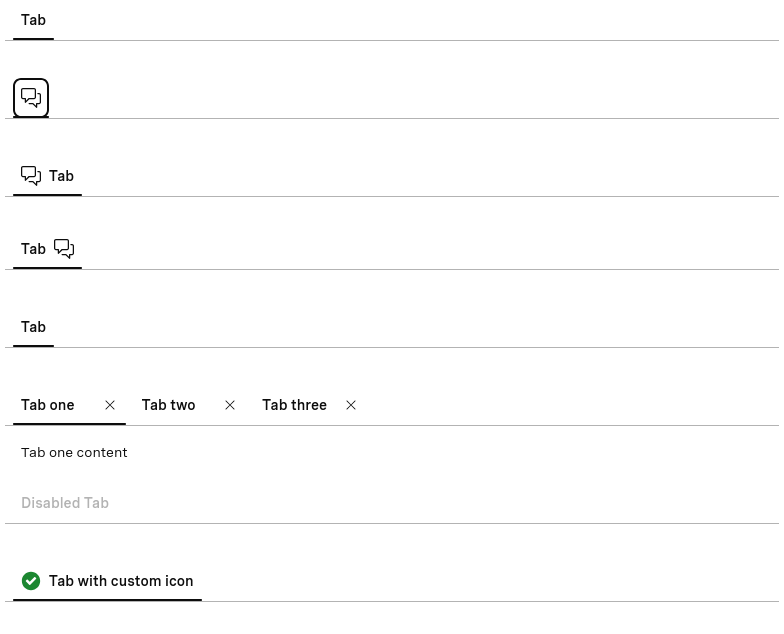 Tab
Tab
Tab
Tab
Tab one Tab two Tab three
Tab one content
Disabled Tab
Tab with custom icon